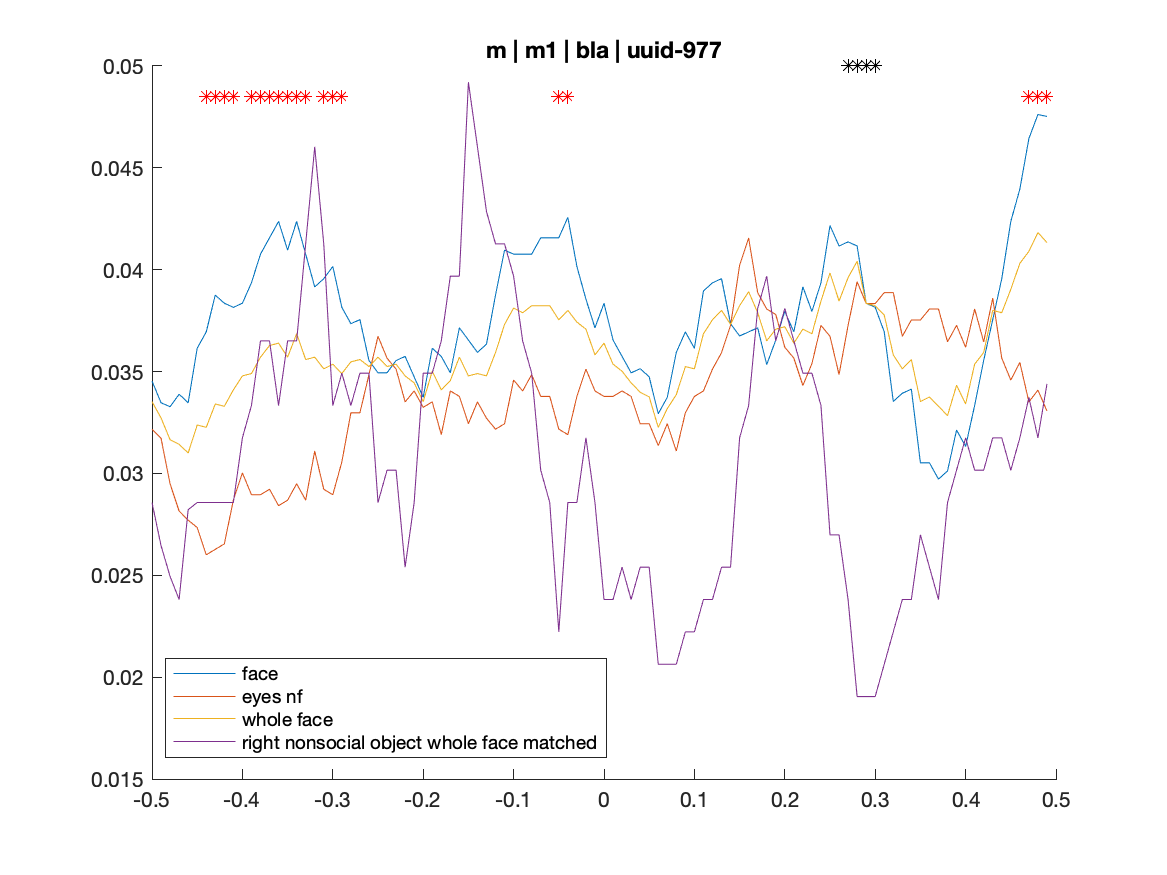 m | m1 | bla | uuid-977
0.05
0.045
0.04
0.035
0.03
0.025
0.02
0.015
face
eyes nf
whole face
right nonsocial object whole face matched
-0.5 -0.4 -0.3 -0.2 -0.1 0 0.1 0.2 0.3 0.4 0.5